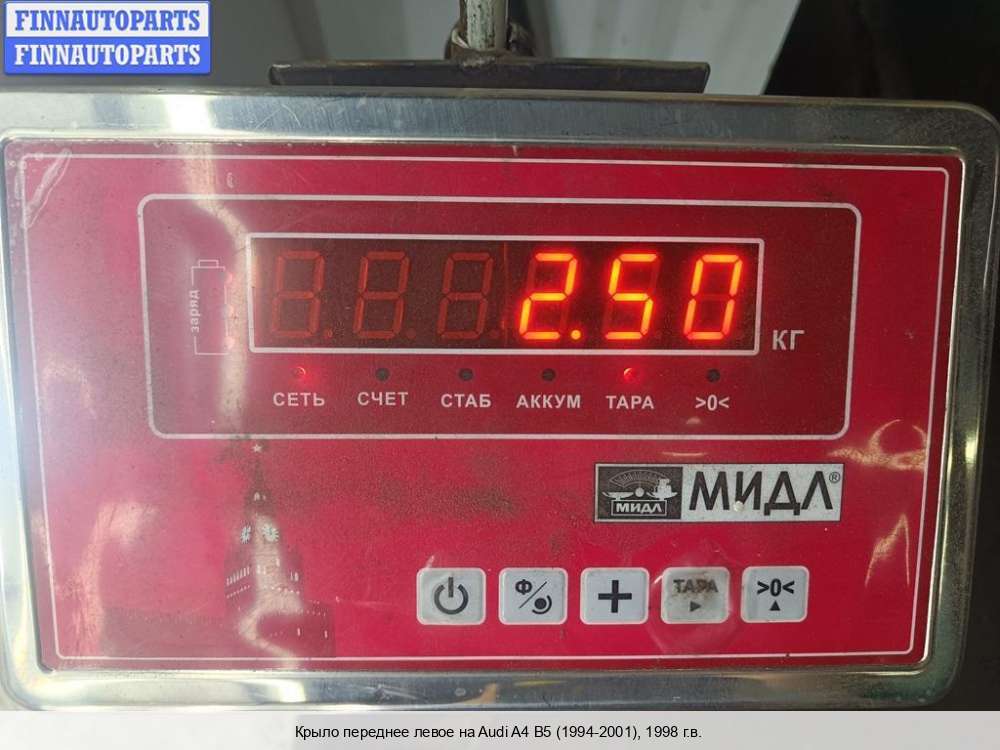 FINNAUTOPARTS
FINNAUTOPARTS
заряд
2.50
КГ
СЕТЬ СЧЕТ СТАБ АККУМ ТАРА >0<
МИДЛ МИДЛ®
Ф ТАРА >0<
Крыло переднее левое на Audi A4 B5 (1994-2001), 1998 г.в.